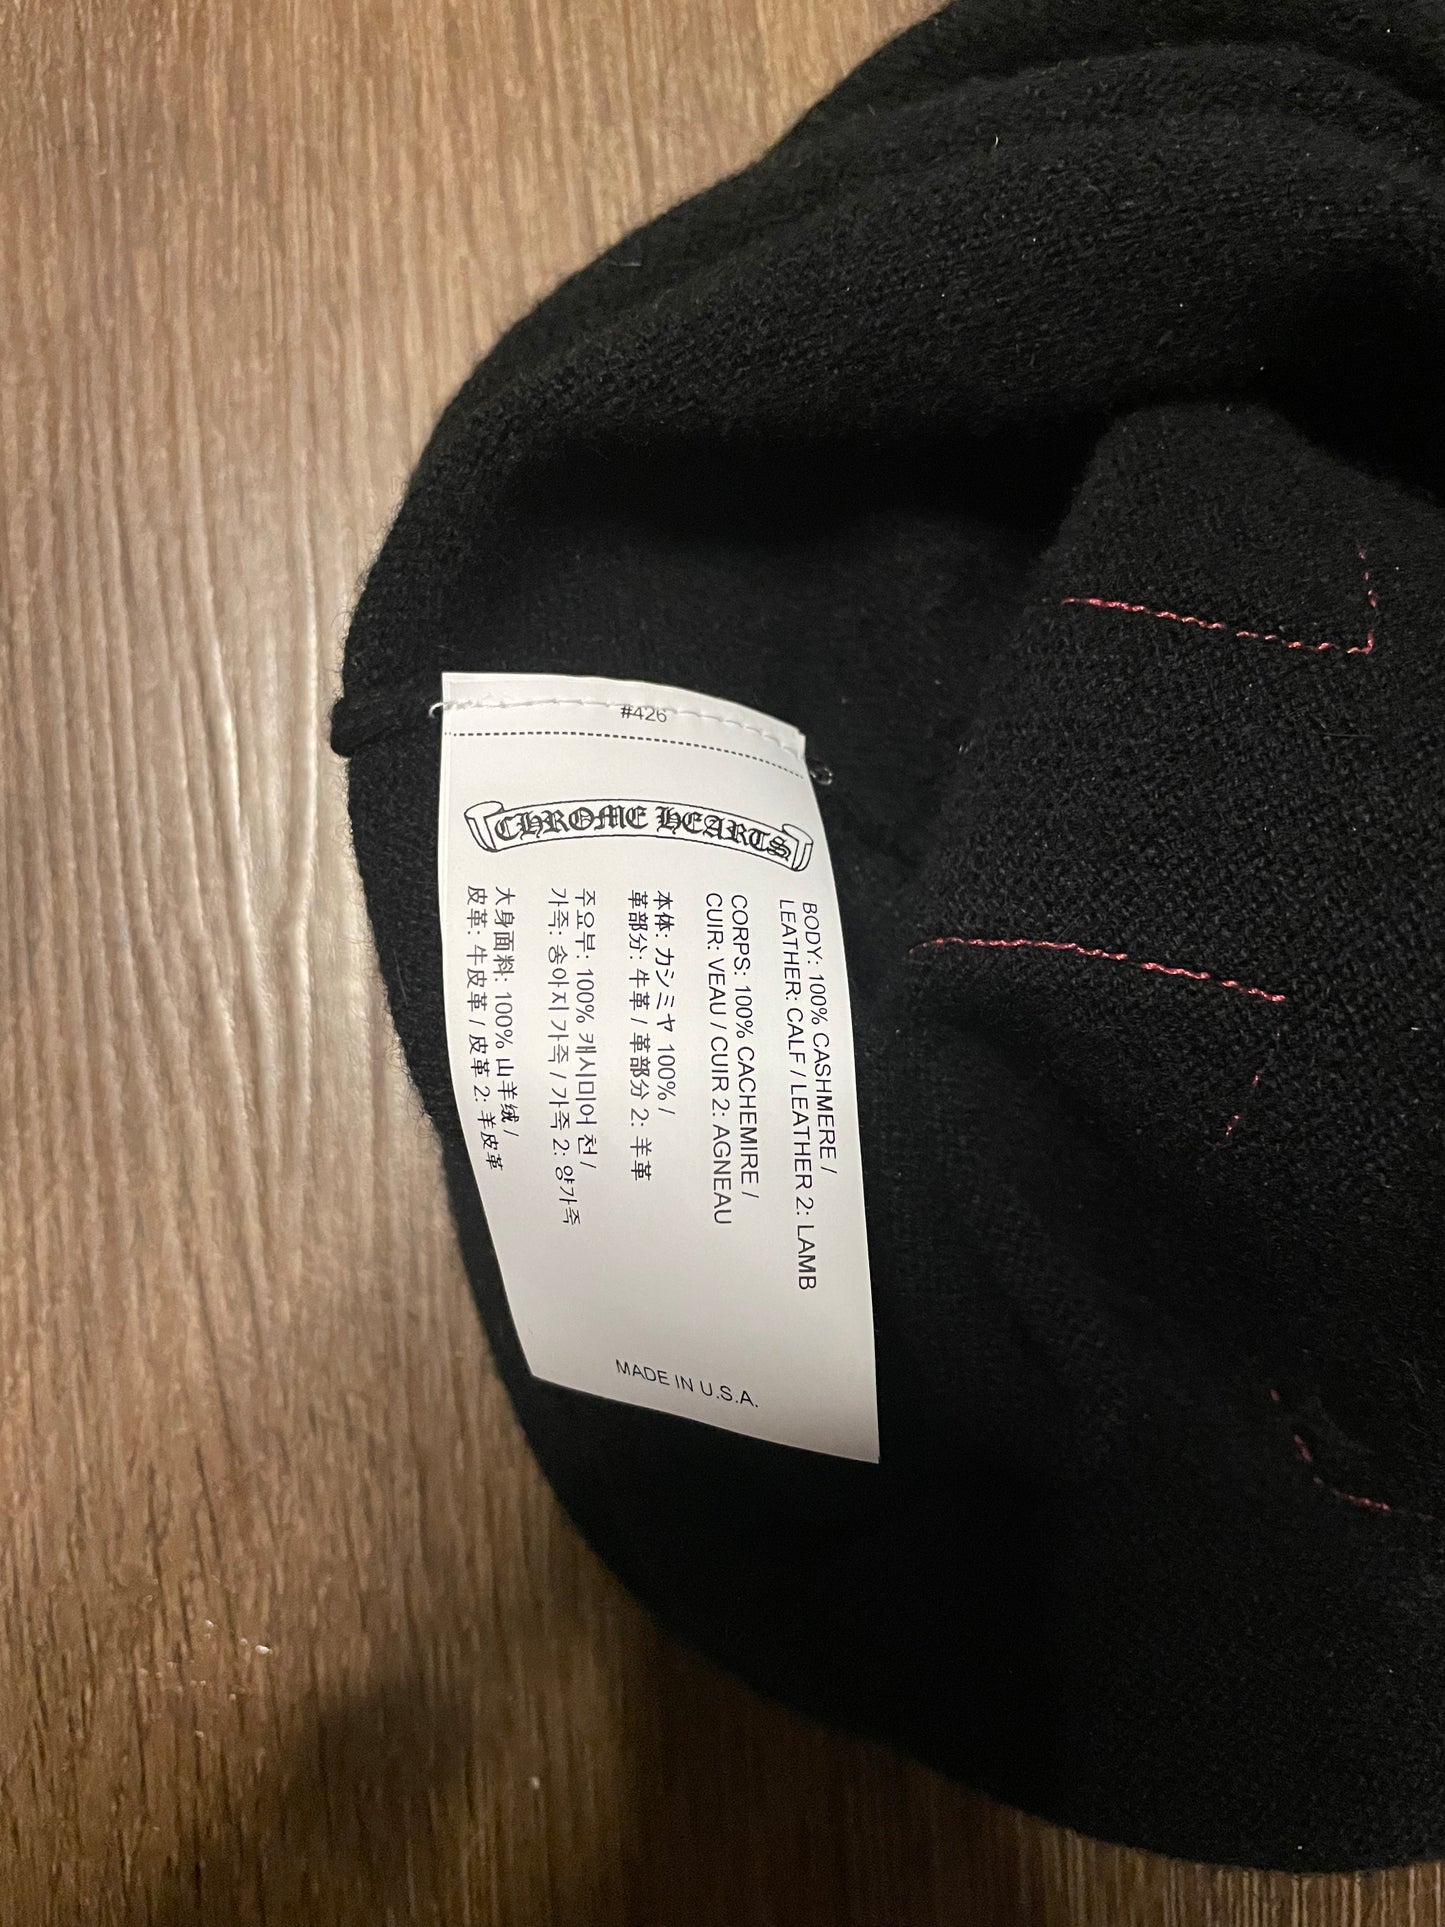 #426
CHROME HEARTS
BODY: 100% CASHMERE /
LEATHER: CALF / LEATHER 2: LAMB
CORPS: 100% CACHEMIRE /
CUIR: VEAU / CUIR 2: AGNEAU
本体: カシミヤ 100% /
革部分: 牛革 / 革部分 2: 羊革
주요부: 100% 캐시미어 천 /
가죽: 송아지 가죽 / 가죽 2: 양가죽
大身面料: 100% 山羊绒 /
皮革: 牛皮革 / 皮革 2: 羊皮革
MADE IN U.S.A.